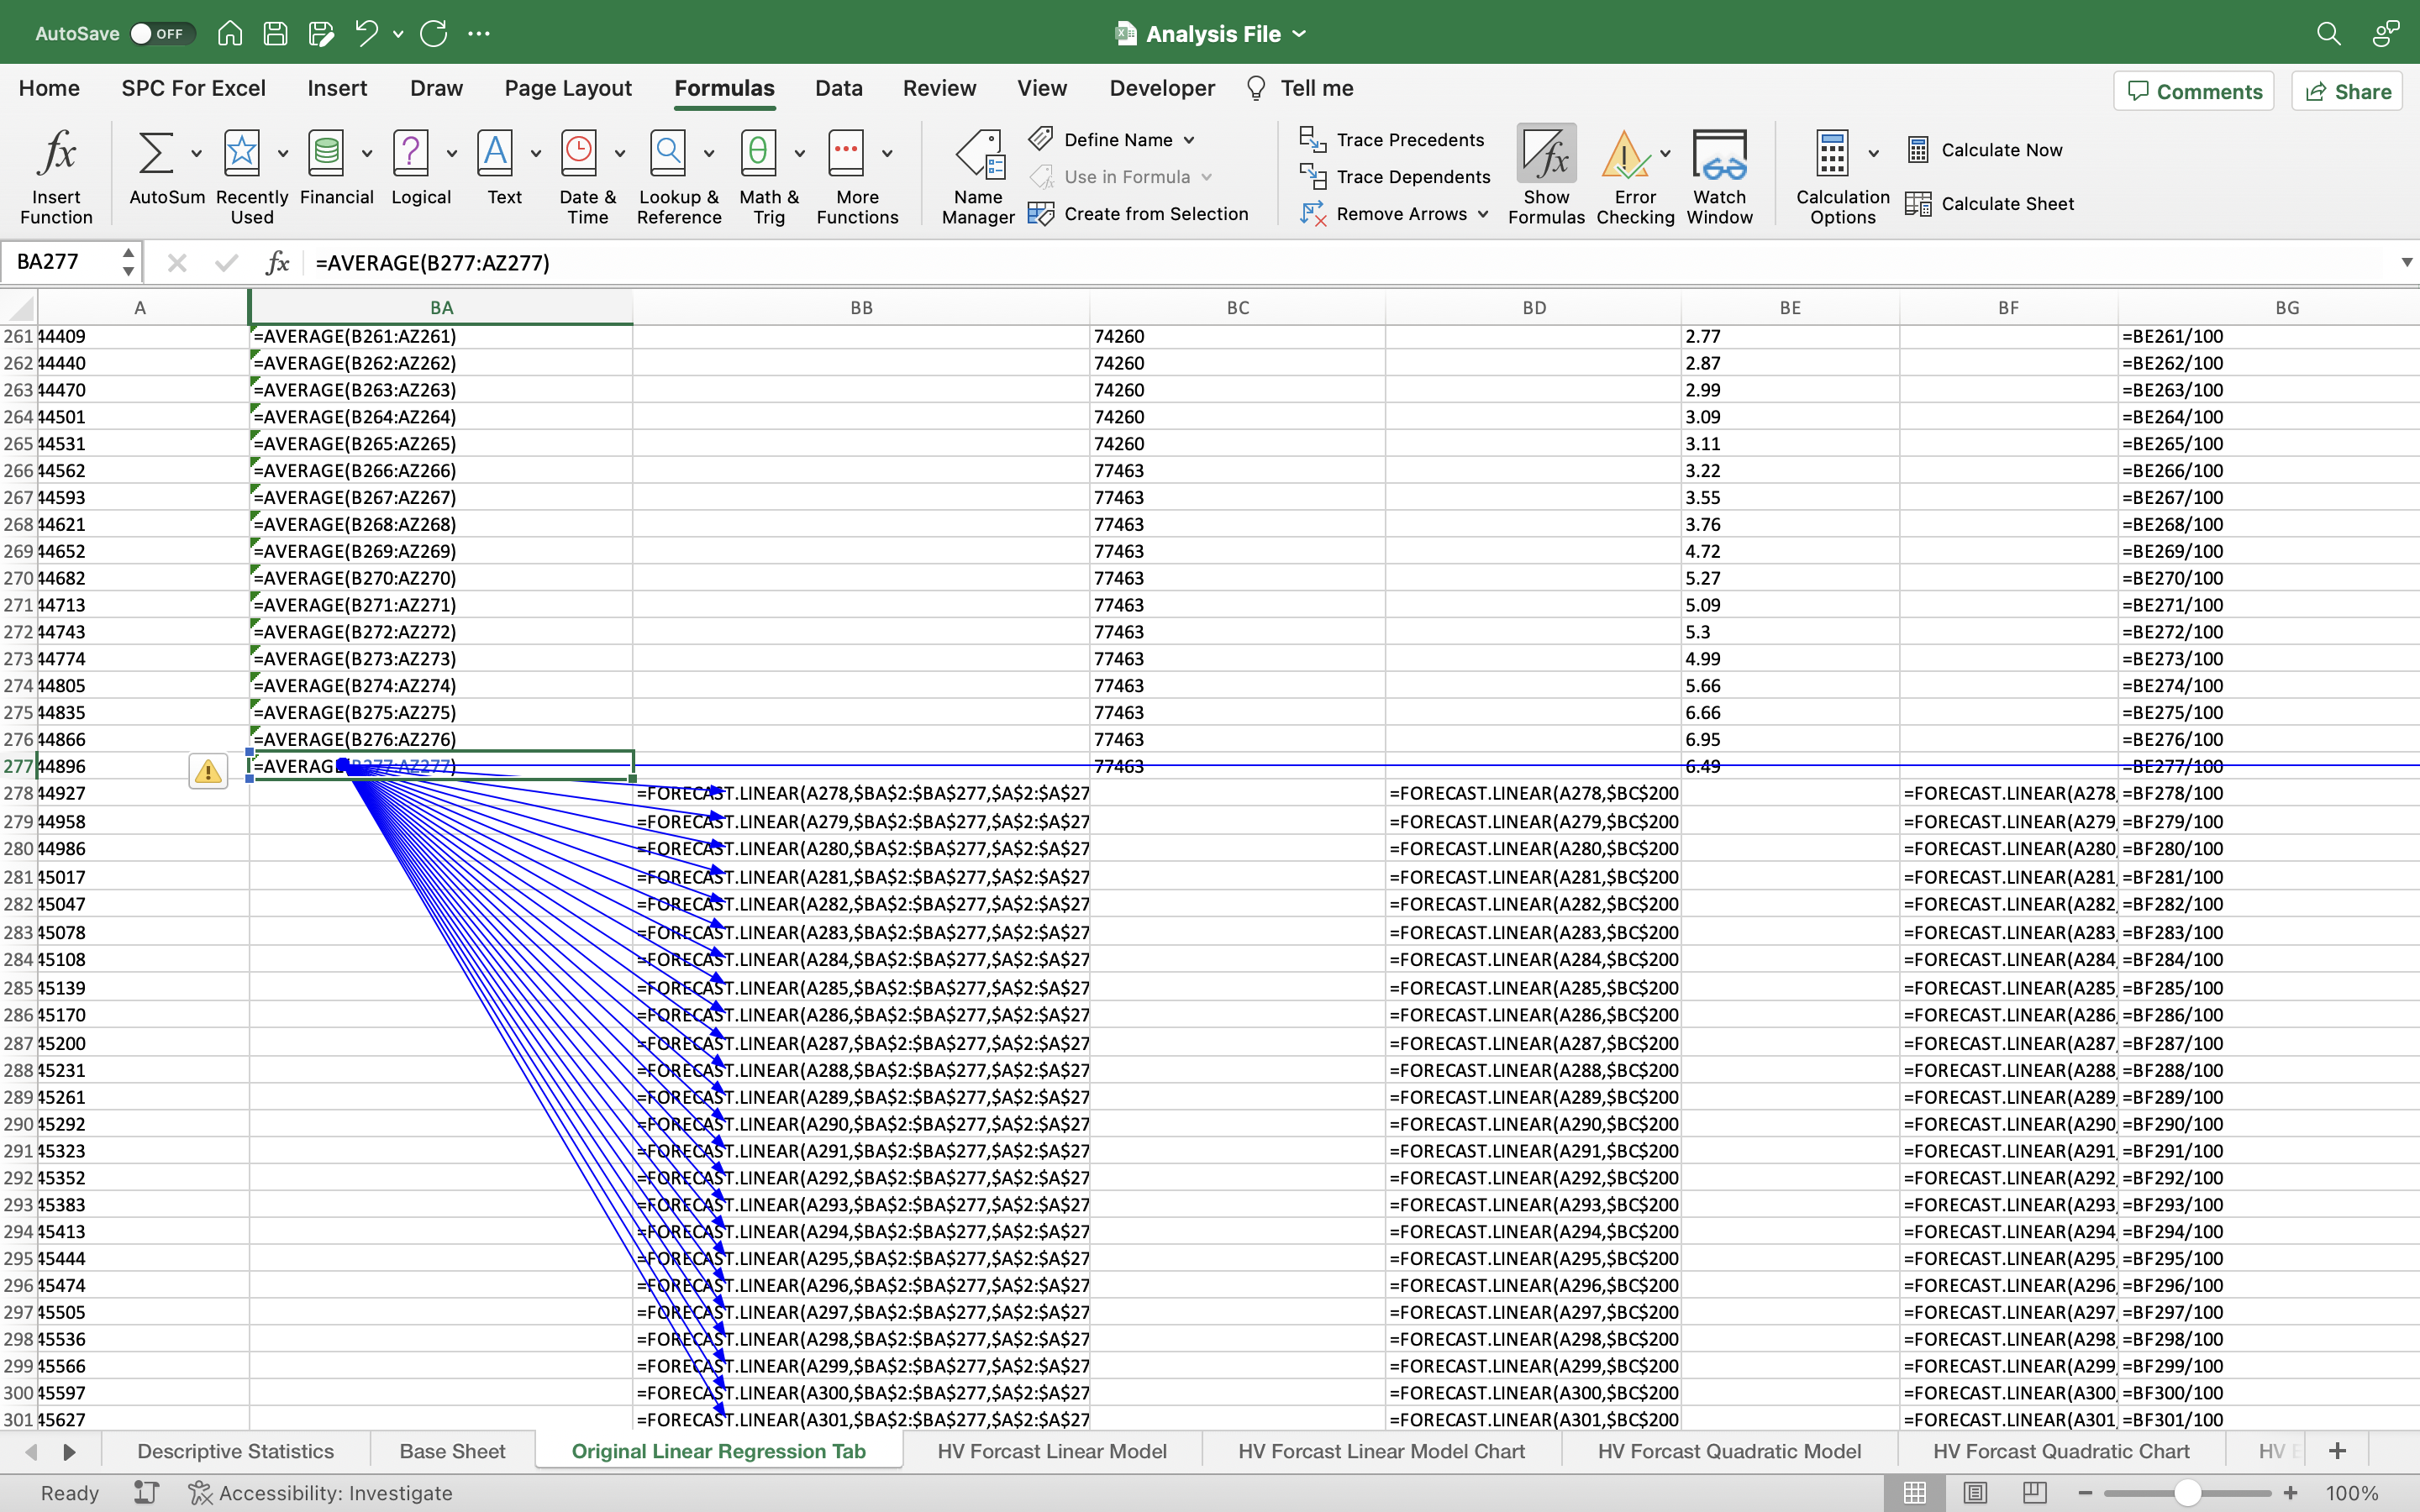 AutoSave OFF Analysis File
Home SPC For Excel Insert Draw Page Layout Formulas Data Review View Developer Tell me Comments Share
Insert Function AutoSum Recently Used Financial Logical Text Date & Time Lookup & Reference Math & Trig More Functions Name Manager Define Name Use in Formula Create from Selection Trace Precedents Trace Dependents Remove Arrows Show Formulas Error Checking Watch Window Calculation Options Calculate Now Calculate Sheet
BA277 fx =AVERAGE(B277:AZ277)
A BA BB BC BD BE BF BG
261 44409 =AVERAGE(B261:AZ261) 74260 2.77 =BE261/100
262 44440 =AVERAGE(B262:AZ262) 74260 2.87 =BE262/100
263 44470 =AVERAGE(B263:AZ263) 74260 2.99 =BE263/100
264 44501 =AVERAGE(B264:AZ264) 74260 3.09 =BE264/100
265 44531 =AVERAGE(B265:AZ265) 74260 3.11 =BE265/100
266 44562 =AVERAGE(B266:AZ266) 77463 3.22 =BE266/100
267 44593 =AVERAGE(B267:AZ267) 77463 3.55 =BE267/100
268 44621 =AVERAGE(B268:AZ268) 77463 3.76 =BE268/100
269 44652 =AVERAGE(B269:AZ269) 77463 4.72 =BE269/100
270 44682 =AVERAGE(B270:AZ270) 77463 5.27 =BE270/100
271 44713 =AVERAGE(B271:AZ271) 77463 5.09 =BE271/100
272 44743 =AVERAGE(B272:AZ272) 77463 5.3 =BE272/100
273 44774 =AVERAGE(B273:AZ273) 77463 4.99 =BE273/100
274 44805 =AVERAGE(B274:AZ274) 77463 5.66 =BE274/100
275 44835 =AVERAGE(B275:AZ275) 77463 6.66 =BE275/100
276 44866 =AVERAGE(B276:AZ276) 77463 6.95 =BE276/100
277 44896 =AVERAGE(B277:AZ277) 77463 6.49 =BE277/100
278 44927 =FORECAST.LINEAR(A278,$BA$2:$BA$277,$A$2:$A$27 =FORECAST.LINEAR(A278,$BC$200 =FORECAST.LINEAR(A278, =BF278/100
279 44958 =FORECAST.LINEAR(A279,$BA$2:$BA$277,$A$2:$A$27 =FORECAST.LINEAR(A279,$BC$200 =FORECAST.LINEAR(A279, =BF279/100
280 44986 =FORECAST.LINEAR(A280,$BA$2:$BA$277,$A$2:$A$27 =FORECAST.LINEAR(A280,$BC$200 =FORECAST.LINEAR(A280, =BF280/100
281 45017 =FORECAST.LINEAR(A281,$BA$2:$BA$277,$A$2:$A$27 =FORECAST.LINEAR(A281,$BC$200 =FORECAST.LINEAR(A281, =BF281/100
282 45047 =FORECAST.LINEAR(A282,$BA$2:$BA$277,$A$2:$A$27 =FORECAST.LINEAR(A282,$BC$200 =FORECAST.LINEAR(A282, =BF282/100
283 45078 =FORECAST.LINEAR(A283,$BA$2:$BA$277,$A$2:$A$27 =FORECAST.LINEAR(A283,$BC$200 =FORECAST.LINEAR(A283, =BF283/100
284 45108 =FORECAST.LINEAR(A284,$BA$2:$BA$277,$A$2:$A$27 =FORECAST.LINEAR(A284,$BC$200 =FORECAST.LINEAR(A284, =BF284/100
285 45139 =FORECAST.LINEAR(A285,$BA$2:$BA$277,$A$2:$A$27 =FORECAST.LINEAR(A285,$BC$200 =FORECAST.LINEAR(A285, =BF285/100
286 45170 =FORECAST.LINEAR(A286,$BA$2:$BA$277,$A$2:$A$27 =FORECAST.LINEAR(A286,$BC$200 =FORECAST.LINEAR(A286, =BF286/100
287 45200 =FORECAST.LINEAR(A287,$BA$2:$BA$277,$A$2:$A$27 =FORECAST.LINEAR(A287,$BC$200 =FORECAST.LINEAR(A287, =BF287/100
288 45231 =FORECAST.LINEAR(A288,$BA$2:$BA$277,$A$2:$A$27 =FORECAST.LINEAR(A288,$BC$200 =FORECAST.LINEAR(A288, =BF288/100
289 45261 =FORECAST.LINEAR(A289,$BA$2:$BA$277,$A$2:$A$27 =FORECAST.LINEAR(A289,$BC$200 =FORECAST.LINEAR(A289, =BF289/100
290 45292 =FORECAST.LINEAR(A290,$BA$2:$BA$277,$A$2:$A$27 =FORECAST.LINEAR(A290,$BC$200 =FORECAST.LINEAR(A290, =BF290/100
291 45323 =FORECAST.LINEAR(A291,$BA$2:$BA$277,$A$2:$A$27 =FORECAST.LINEAR(A291,$BC$200 =FORECAST.LINEAR(A291, =BF291/100
292 45352 =FORECAST.LINEAR(A292,$BA$2:$BA$277,$A$2:$A$27 =FORECAST.LINEAR(A292,$BC$200 =FORECAST.LINEAR(A292, =BF292/100
293 45383 =FORECAST.LINEAR(A293,$BA$2:$BA$277,$A$2:$A$27 =FORECAST.LINEAR(A293,$BC$200 =FORECAST.LINEAR(A293, =BF293/100
294 45413 =FORECAST.LINEAR(A294,$BA$2:$BA$277,$A$2:$A$27 =FORECAST.LINEAR(A294,$BC$200 =FORECAST.LINEAR(A294, =BF294/100
295 45444 =FORECAST.LINEAR(A295,$BA$2:$BA$277,$A$2:$A$27 =FORECAST.LINEAR(A295,$BC$200 =FORECAST.LINEAR(A295, =BF295/100
296 45474 =FORECAST.LINEAR(A296,$BA$2:$BA$277,$A$2:$A$27 =FORECAST.LINEAR(A296,$BC$200 =FORECAST.LINEAR(A296, =BF296/100
297 45505 =FORECAST.LINEAR(A297,$BA$2:$BA$277,$A$2:$A$27 =FORECAST.LINEAR(A297,$BC$200 =FORECAST.LINEAR(A297, =BF297/100
298 45536 =FORECAST.LINEAR(A298,$BA$2:$BA$277,$A$2:$A$27 =FORECAST.LINEAR(A298,$BC$200 =FORECAST.LINEAR(A298, =BF298/100
299 45566 =FORECAST.LINEAR(A299,$BA$2:$BA$277,$A$2:$A$27 =FORECAST.LINEAR(A299,$BC$200 =FORECAST.LINEAR(A299, =BF299/100
300 45597 =FORECAST.LINEAR(A300,$BA$2:$BA$277,$A$2:$A$27 =FORECAST.LINEAR(A300,$BC$200 =FORECAST.LINEAR(A300, =BF300/100
301 45627 =FORECAST.LINEAR(A301,$BA$2:$BA$277,$A$2:$A$27 =FORECAST.LINEAR(A301,$BC$200 =FORECAST.LINEAR(A301, =BF301/100
Descriptive Statistics Base Sheet Original Linear Regression Tab HV Forcast Linear Model HV Forcast Linear Model Chart HV Forcast Quadratic Model HV Forcast Quadratic Chart HV
Ready Accessibility: Investigate 100%